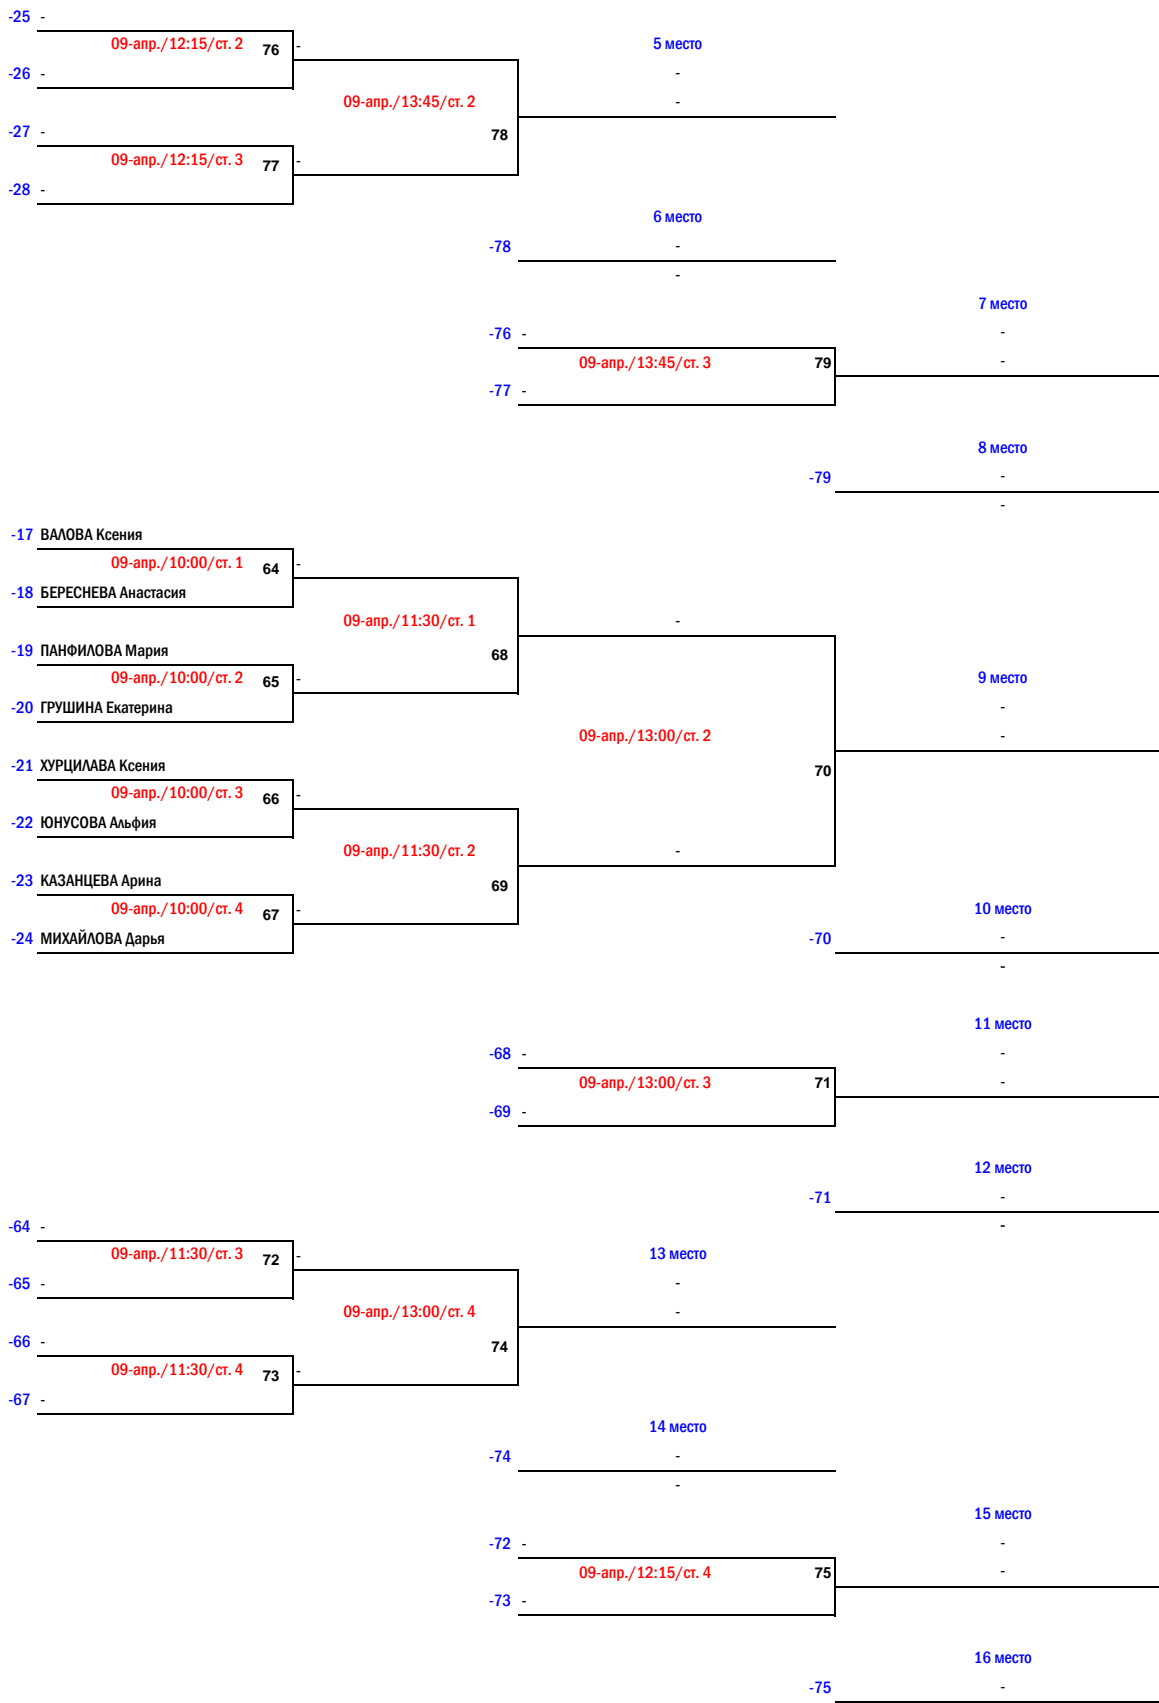 -25 -
09-апр./12:15/ст. 2 76 - 5 место
-26 - -
09-апр./13:45/ст. 2 -
-27 - 78
09-апр./12:15/ст. 3 77 -
-28 -
6 место
-78 -
-
7 место
-76 - -
09-апр./13:45/ст. 3 79 -
-77 -
8 место
-79 -
-
-17 ВАЛОВА Ксения
09-апр./10:00/ст. 1 64 -
-18 БЕРЕСНЕВА Анастасия
09-апр./11:30/ст. 1 -
-19 ПАНФИЛОВА Мария 68
09-апр./10:00/ст. 2 65 - 9 место
-20 ГРУШИНА Екатерина -
09-апр./13:00/ст. 2 -
-21 ХУРЦИЛАВА Ксения 70
09-апр./10:00/ст. 3 66 -
-22 ЮНУСОВА Альфия
09-апр./11:30/ст. 2 -
-23 КАЗАНЦЕВА Арина 69
09-апр./10:00/ст. 4 67 - 10 место
-24 МИХАЙЛОВА Дарья -70 -
-
11 место
-68 - -
09-апр./13:00/ст. 3 71 -
-69 -
12 место
-71 -
-64 - -
09-апр./11:30/ст. 3 72 - 13 место
-65 - -
09-апр./13:00/ст. 4 -
-66 - 74
09-апр./11:30/ст. 4 73 -
-67 -
14 место
-74 -
-
15 место
-72 - -
09-апр./12:15/ст. 4 75 -
-73 -
16 место
-75 -